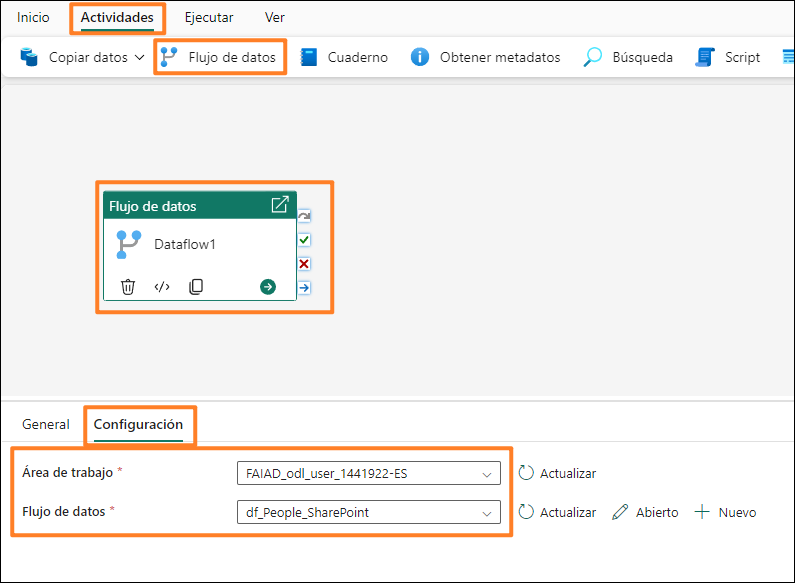 Inicio Actividades Ejecutar Ver
Copiar datos Flujo de datos Cuaderno Obtener metadatos Búsqueda Script
Flujo de datos
Dataflow1
General Configuración
Área de trabajo * FAIAD_odl_user_1441922-ES Actualizar
Flujo de datos * df_People_SharePoint Actualizar Abierto Nuevo